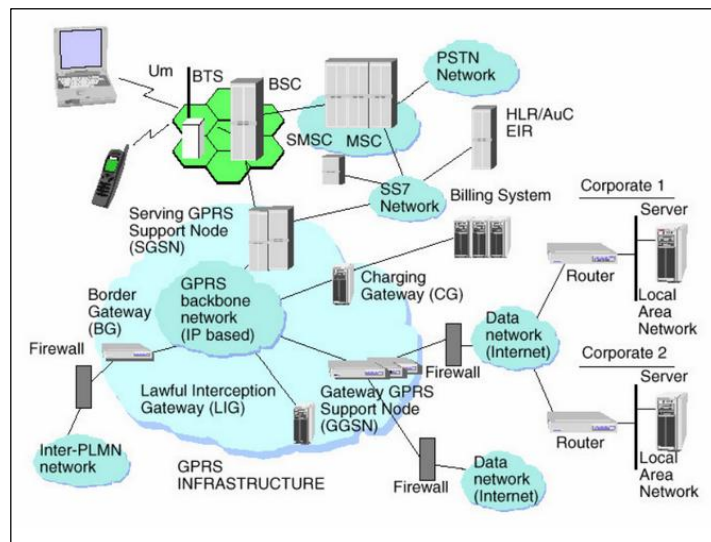 Um
BTS
BSC
PSTN
Network
HLR/AuC
EIR
SMSC
MSC
SS7
Network
Billing System
Corporate 1
Server
Router
Local
Area
Network
Serving GPRS
Support Node
(SGSN)
Charging
Gateway (CG)
Border
Gateway
(BG)
GPRS
backbone
network
(IP based)
Firewall
Data
network
(Internet)
Firewall
Corporate 2
Server
Router
Local
Area
Network
Lawful Interception
Gateway (LIG)
Gateway GPRS
Support Node
(GGSN)
Inter-PLMN
network
GPRS
INFRASTRUCTURE
Firewall
Data
network
(Internet)